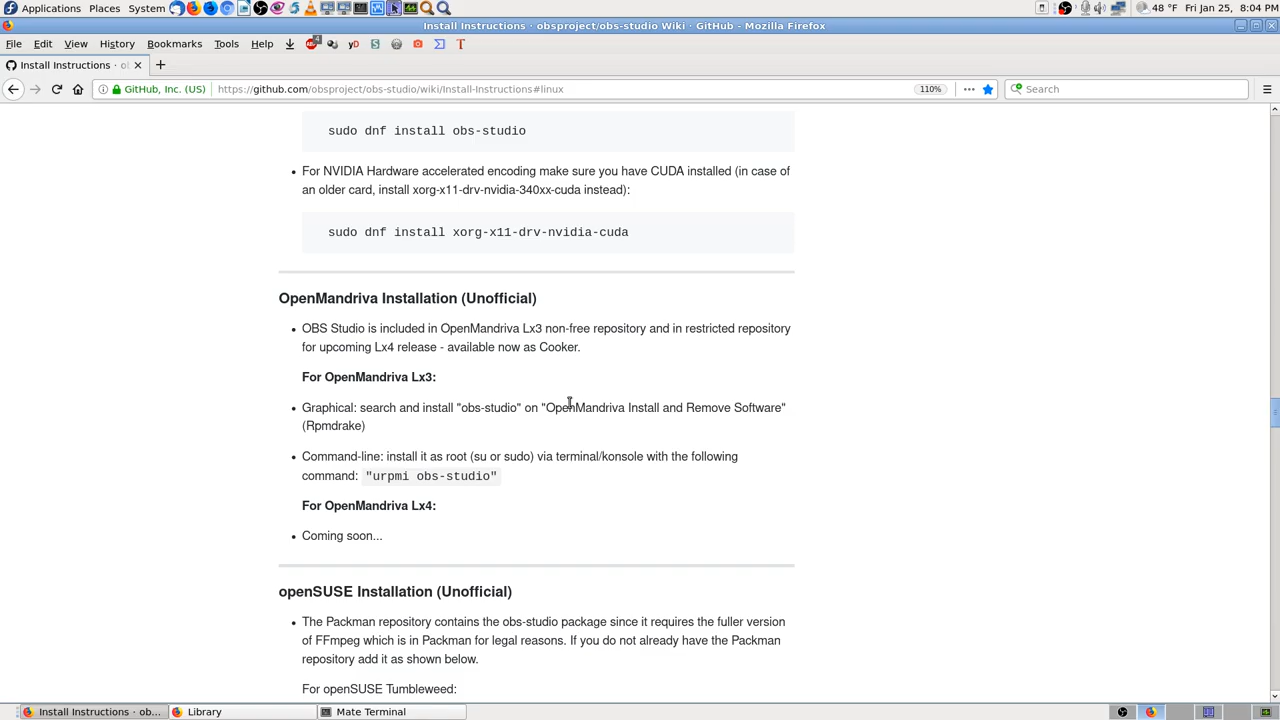 Applications Places System
48 °F Fri Jan 25, 8:04 PM
Install Instructions · obsproject/obs-studio Wiki · GitHub - Mozilla Firefox
File Edit View History Bookmarks Tools Help
4 yD S T
Install Instructions · ob
GitHub, Inc. (US) https://github.com/obsproject/obs-studio/wiki/Install-Instructions#linux 110% Search
sudo dnf install obs-studio
• For NVIDIA Hardware accelerated encoding make sure you have CUDA installed (in case of
an older card, install xorg-x11-drv-nvidia-340xx-cuda instead):
sudo dnf install xorg-x11-drv-nvidia-cuda
OpenMandriva Installation (Unofficial)
• OBS Studio is included in OpenMandriva Lx3 non-free repository and in restricted repository
for upcoming Lx4 release - available now as Cooker.
For OpenMandriva Lx3:
• Graphical: search and install "obs-studio" on "OpenMandriva Install and Remove Software"
(Rpmdrake)
• Command-line: install it as root (su or sudo) via terminal/konsole with the following
command: "urpmi obs-studio"
For OpenMandriva Lx4:
• Coming soon...
openSUSE Installation (Unofficial)
• The Packman repository contains the obs-studio package since it requires the fuller version
of FFmpeg which is in Packman for legal reasons. If you do not already have the Packman
repository add it as shown below.
For openSUSE Tumbleweed:
Install Instructions · ob... Library Mate Terminal